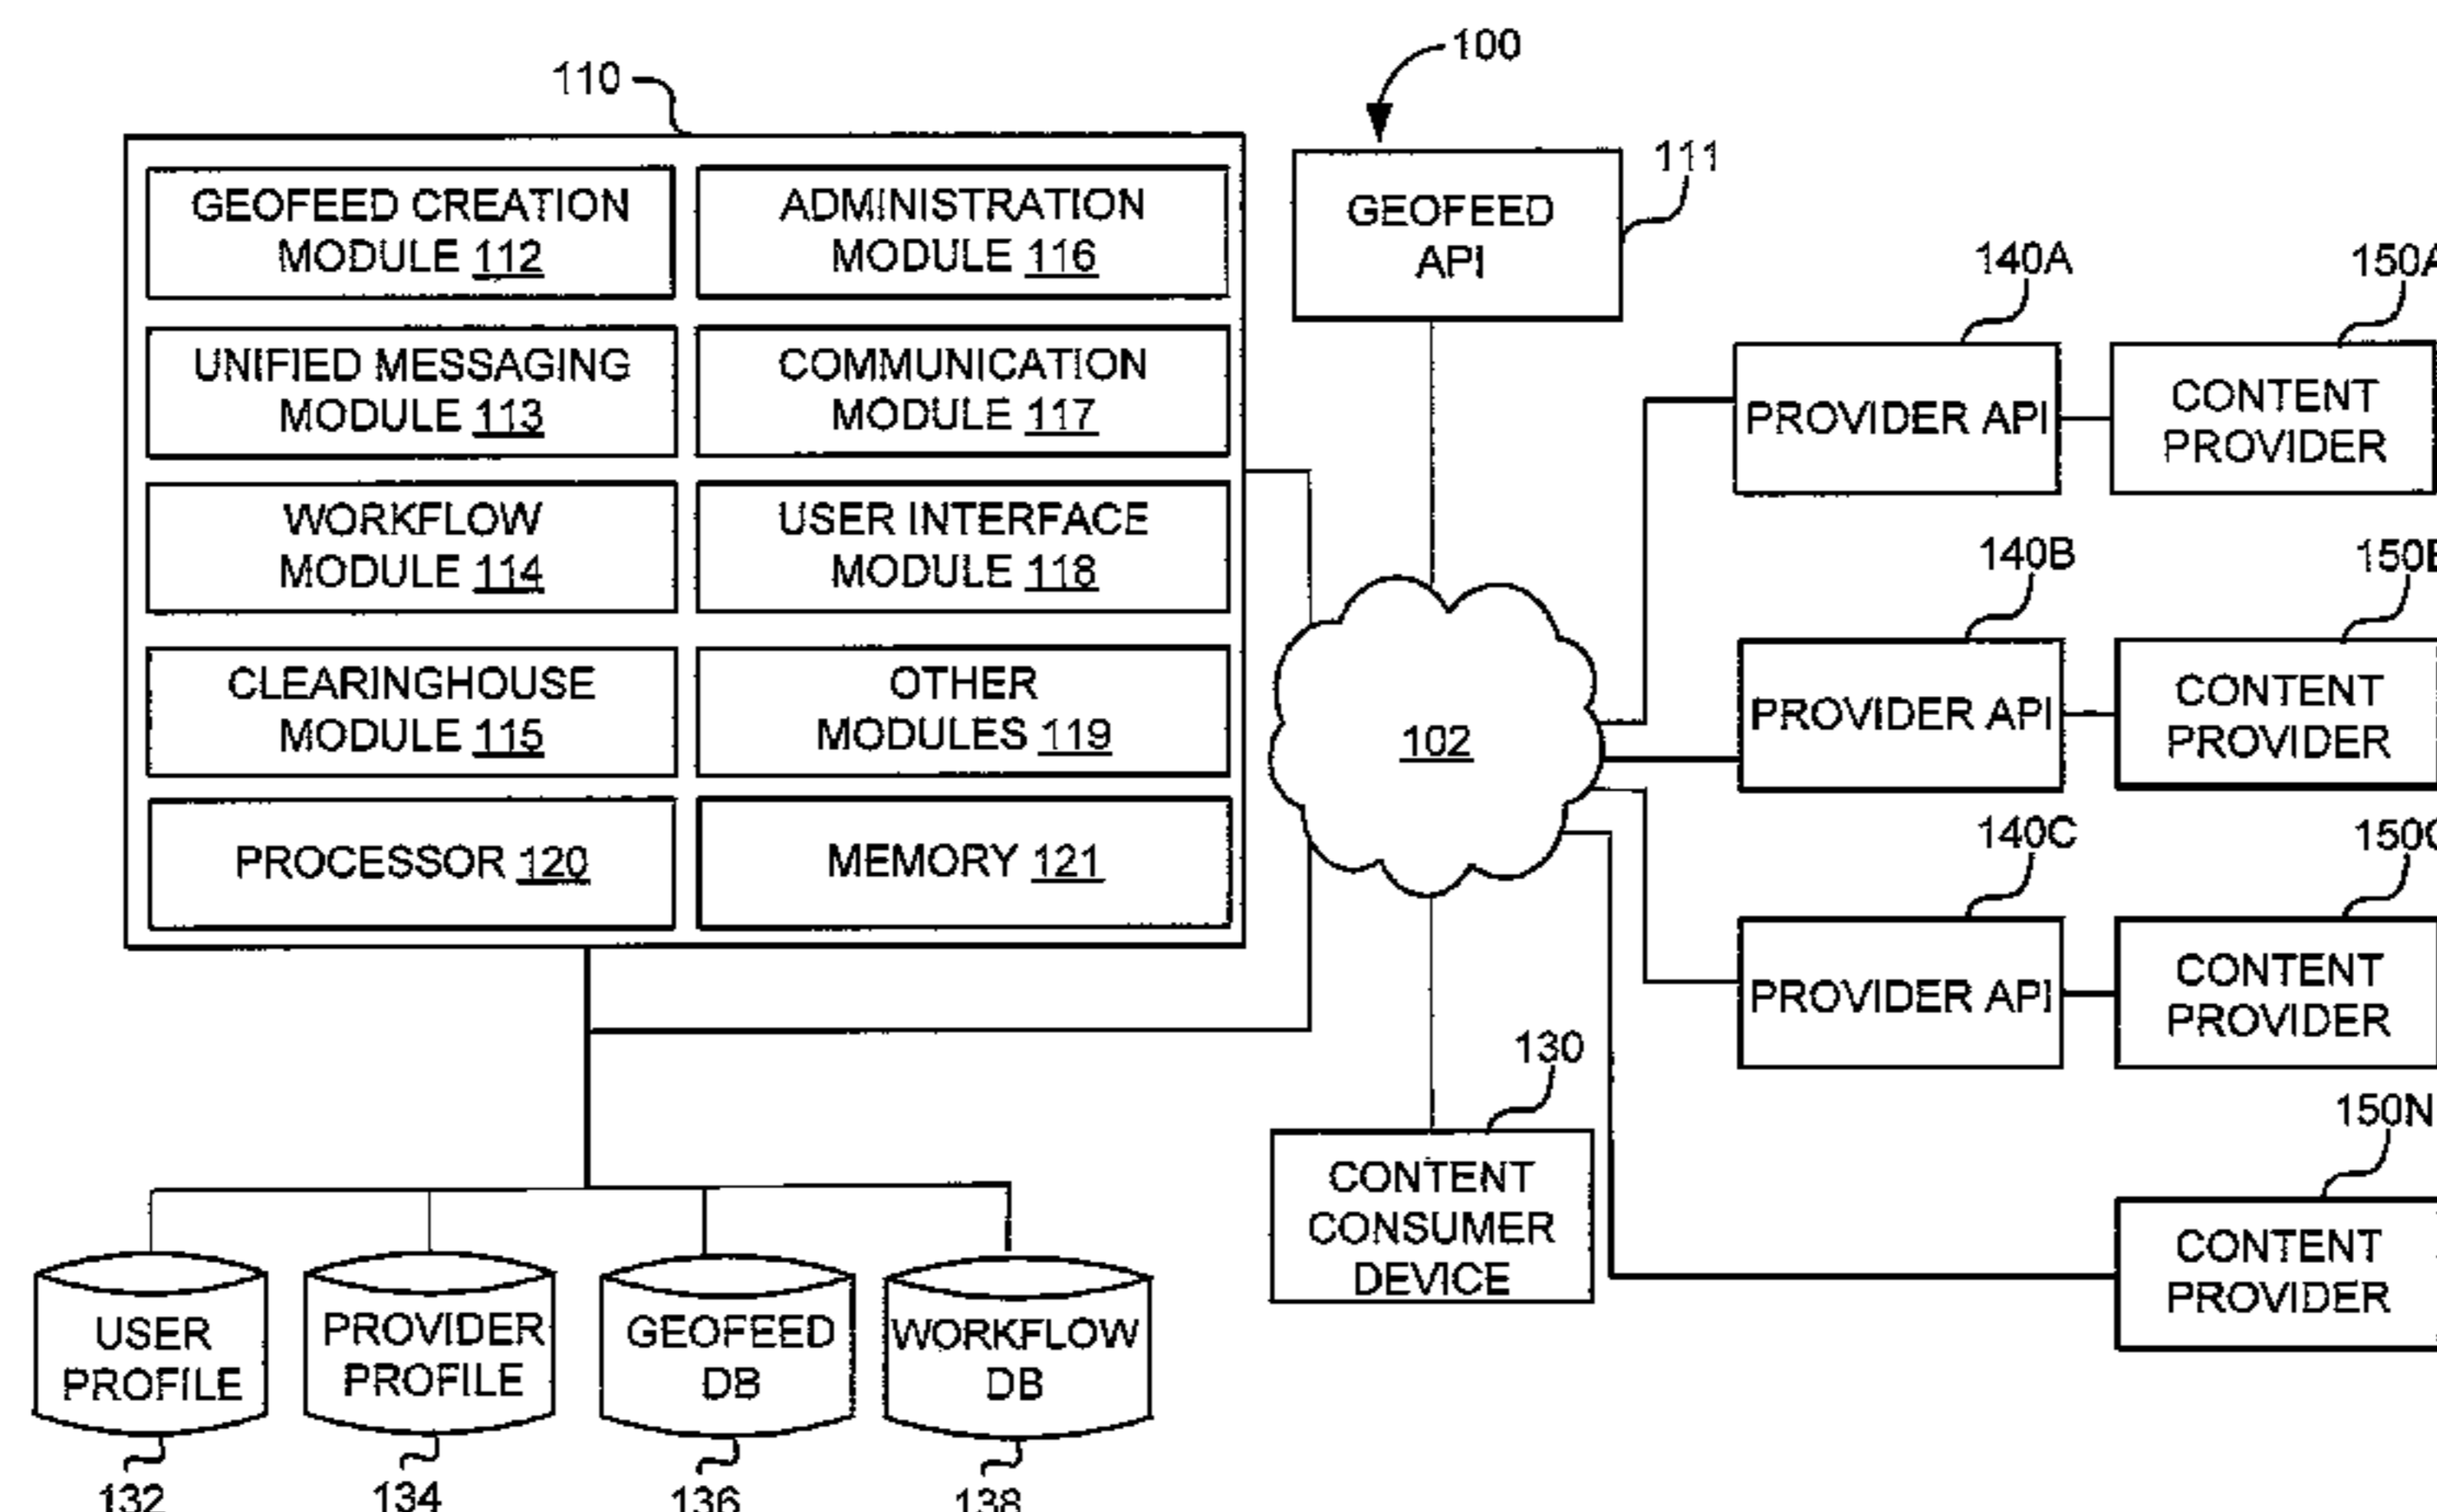 100
110
111
GEOFEED CREATION
MODULE 112
ADMINISTRATION
MODULE 116
GEOFEED
API
UNIFIED MESSAGING
MODULE 113
COMMUNICATION
MODULE 117
WORKFLOW
MODULE 114
USER INTERFACE
MODULE 118
CLEARINGHOUSE
MODULE 115
OTHER
MODULES 119
PROCESSOR 120
MEMORY 121
102
140A
150A
PROVIDER API
CONTENT
PROVIDER
140B
150B
PROVIDER API
CONTENT
PROVIDER
140C
150C
PROVIDER API
CONTENT
PROVIDER
130
CONTENT
CONSUMER
DEVICE
150N
CONTENT
PROVIDER
USER
PROFILE
PROVIDER
PROFILE
GEOFEED
DB
WORKFLOW
DB
132
134
136
138